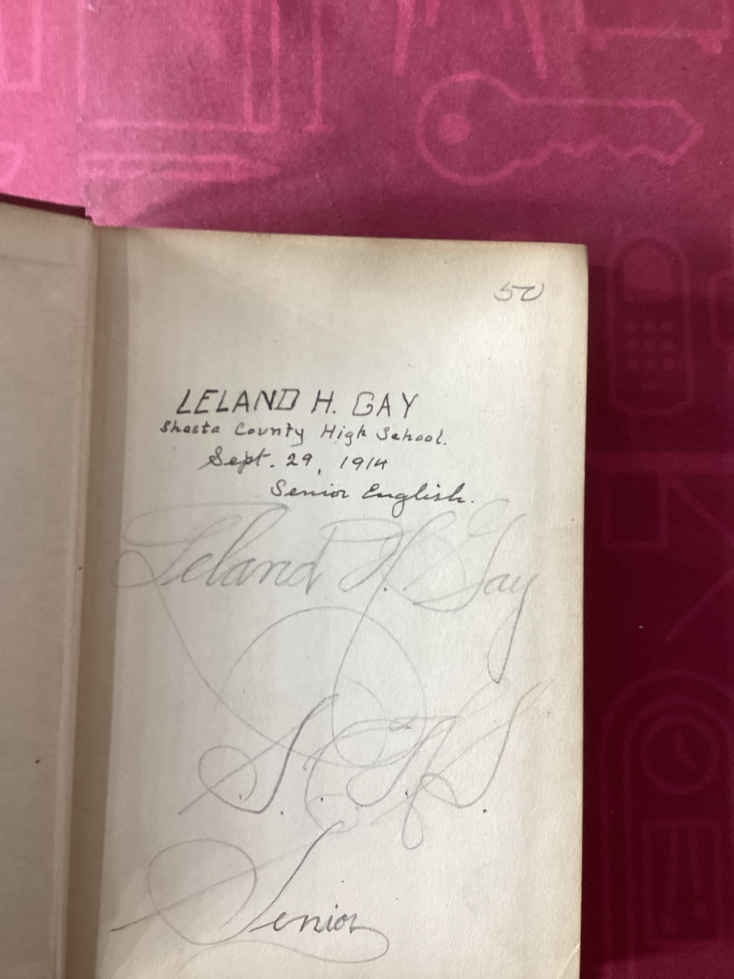 50
LELAND H. GAY
Shasta County High School.
Sept. 29, 1914
Senior English.
Leland H. Gay
S. C. H. S.
Senior